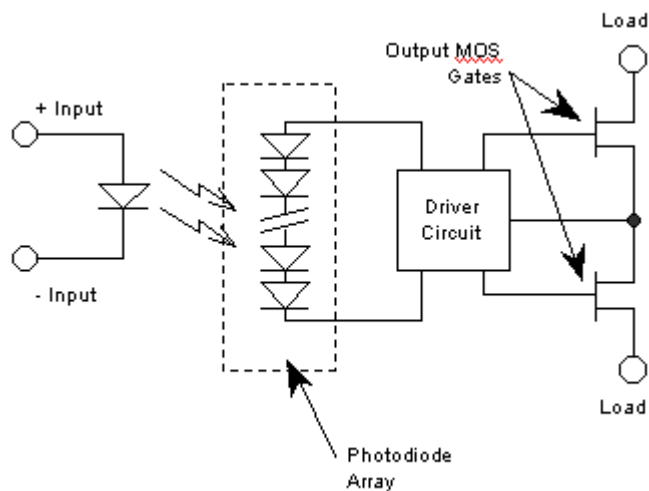 Load
Output MOS
Gates
+ Input
Driver
Circuit
- Input
Load
Photodiode
Array